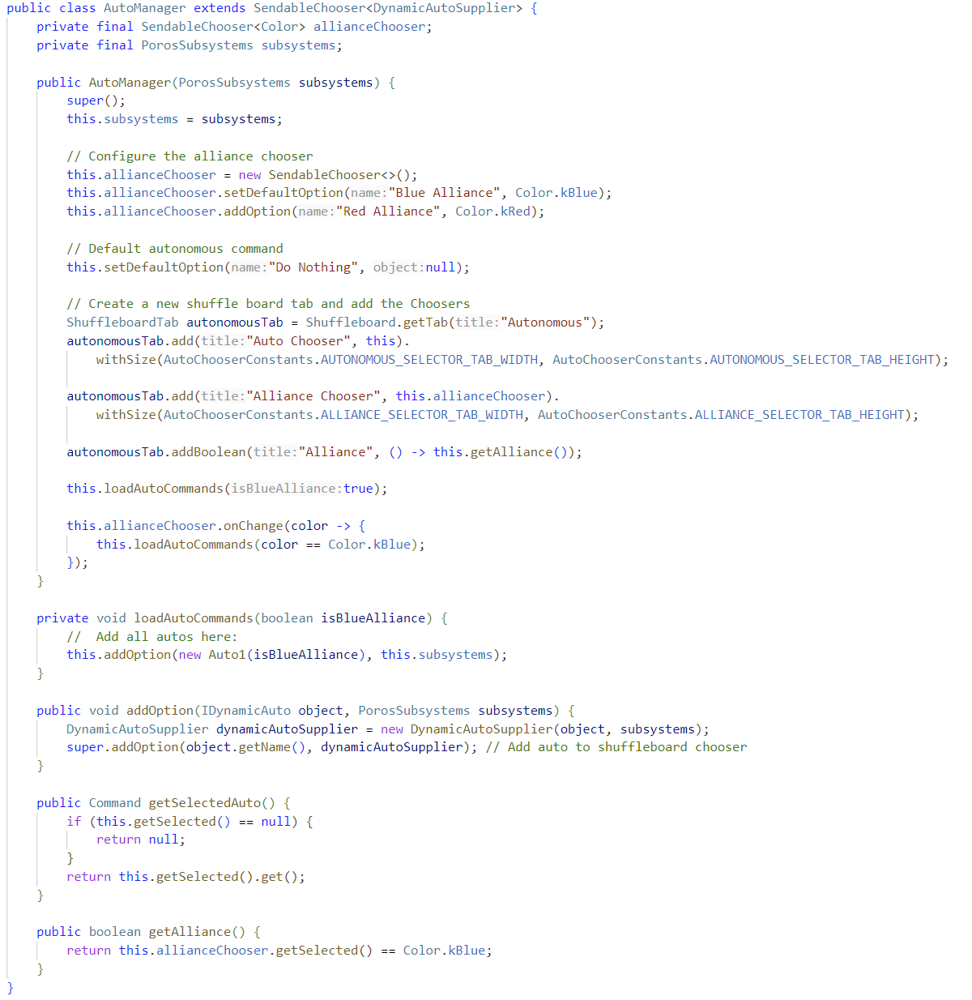 public class AutoManager extends SendableChooser<DynamicAutoSupplier> {
    private final SendableChooser<Color> allianceChooser;
    private final PorosSubsystems subsystems;

    public AutoManager(PorosSubsystems subsystems) {
        super();
        this.subsystems = subsystems;

        // Configure the alliance chooser
        this.allianceChooser = new SendableChooser<>();
        this.allianceChooser.setDefaultOption(name:"Blue Alliance", Color.kBlue);
        this.allianceChooser.addOption(name:"Red Alliance", Color.kRed);

        // Default autonomous command
        this.setDefaultOption(name:"Do Nothing", object:null);

        // Create a new shuffle board tab and add the Choosers
        ShuffleboardTab autonomousTab = Shuffleboard.getTab(title:"Autonomous");
        autonomousTab.add(title:"Auto Chooser", this).
            withSize(AutoChooserConstants.AUTONOMOUS_SELECTOR_TAB_WIDTH, AutoChooserConstants.AUTONOMOUS_SELECTOR_TAB_HEIGHT);

        autonomousTab.add(title:"Alliance Chooser", this.allianceChooser).
            withSize(AutoChooserConstants.ALLIANCE_SELECTOR_TAB_WIDTH, AutoChooserConstants.ALLIANCE_SELECTOR_TAB_HEIGHT);

        autonomousTab.addBoolean(title:"Alliance", () -> this.getAlliance());

        this.loadAutoCommands(isBlueAlliance:true);

        this.allianceChooser.onChange(color -> {
            this.loadAutoCommands(color == Color.kBlue);
        });
    }

    private void loadAutoCommands(boolean isBlueAlliance) {
        //  Add all autos here:
        this.addOption(new Auto1(isBlueAlliance), this.subsystems);
    }

    public void addOption(IDynamicAuto object, PorosSubsystems subsystems) {
        DynamicAutoSupplier dynamicAutoSupplier = new DynamicAutoSupplier(object, subsystems);
        super.addOption(object.getName(), dynamicAutoSupplier); // Add auto to shuffleboard chooser
    }

    public Command getSelectedAuto() {
        if (this.getSelected() == null) {
            return null;
        }
        return this.getSelected().get();
    }

    public boolean getAlliance() {
        return this.allianceChooser.getSelected() == Color.kBlue;
    }
}